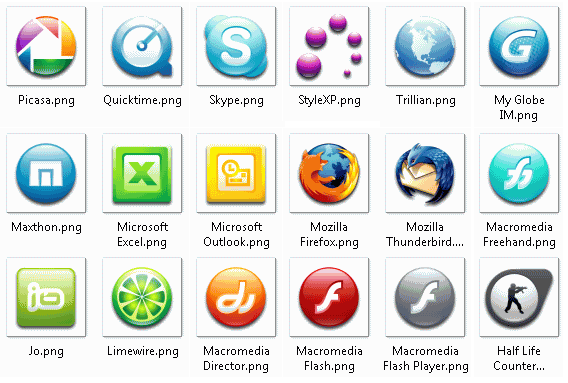 Picasa.png
Quicktime.png
Skype.png
StyleXP.png
Trillian.png
My Globe
IM.png
Maxthon.png
Microsoft
Excel.png
Microsoft
Outlook.png
Mozilla
Firefox.png
Mozilla
Thunderbird....
Macromedia
Freehand.png
Jo.png
Limewire.png
Macromedia
Director.png
Macromedia
Flash.png
Macromedia
Flash Player.png
Half Life
Counter...